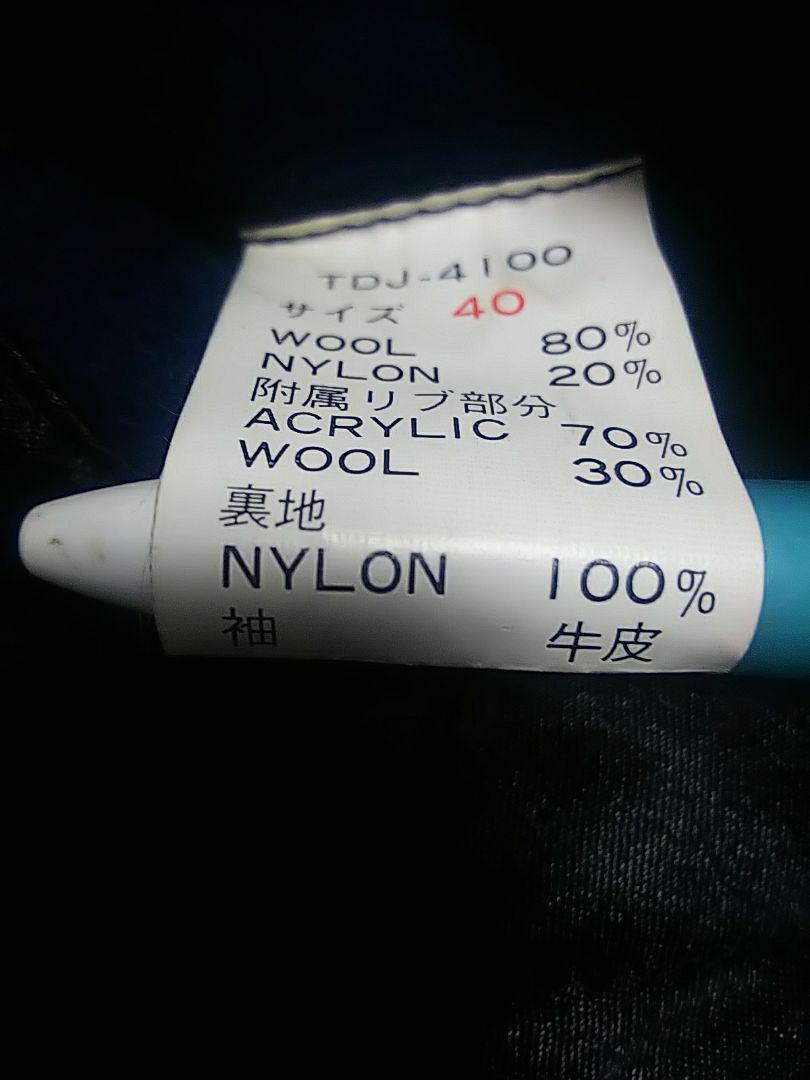 TDJ-4100
サイズ 40
WOOL 80%
NYLON 20%
附属リブ部分
ACRYLIC 70%
WOOL 30%
裏地
NYLON 100%
袖 牛皮